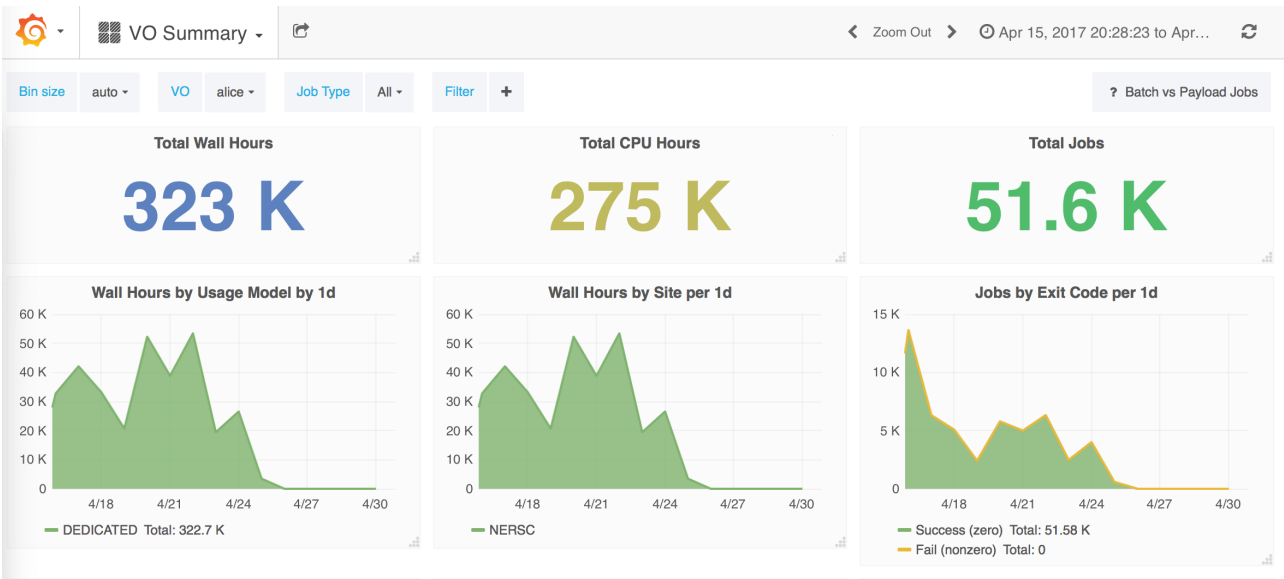 VO Summary
Zoom Out
Apr 15, 2017 20:28:23 to Apr...
Bin size auto VO alice Job Type All Filter +
? Batch vs Payload Jobs
Total Wall Hours
323 K
Total CPU Hours
275 K
Total Jobs
51.6 K
Wall Hours by Usage Model by 1d
60 K
50 K
40 K
30 K
20 K
10 K
0
4/18 4/21 4/24 4/27 4/30
DEDICATED Total: 322.7 K
Wall Hours by Site per 1d
60 K
50 K
40 K
30 K
20 K
10 K
0
4/18 4/21 4/24 4/27 4/30
NERSC
Jobs by Exit Code per 1d
15 K
10 K
5 K
0
4/18 4/21 4/24 4/27 4/30
Success (zero) Total: 51.58 K
Fail (nonzero) Total: 0